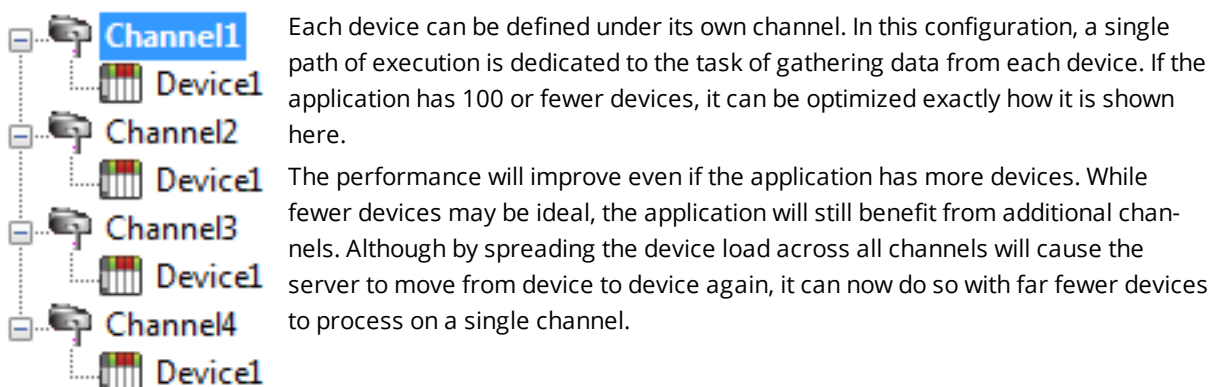 Channel1
Device1
Channel2
Device1
Channel3
Device1
Channel4
Device1
Each device can be defined under its own channel. In this configuration, a single
path of execution is dedicated to the task of gathering data from each device. If the
application has 100 or fewer devices, it can be optimized exactly how it is shown
here.
The performance will improve even if the application has more devices. While
fewer devices may be ideal, the application will still benefit from additional chan-
nels. Although by spreading the device load across all channels will cause the
server to move from device to device again, it can now do so with far fewer devices
to process on a single channel.